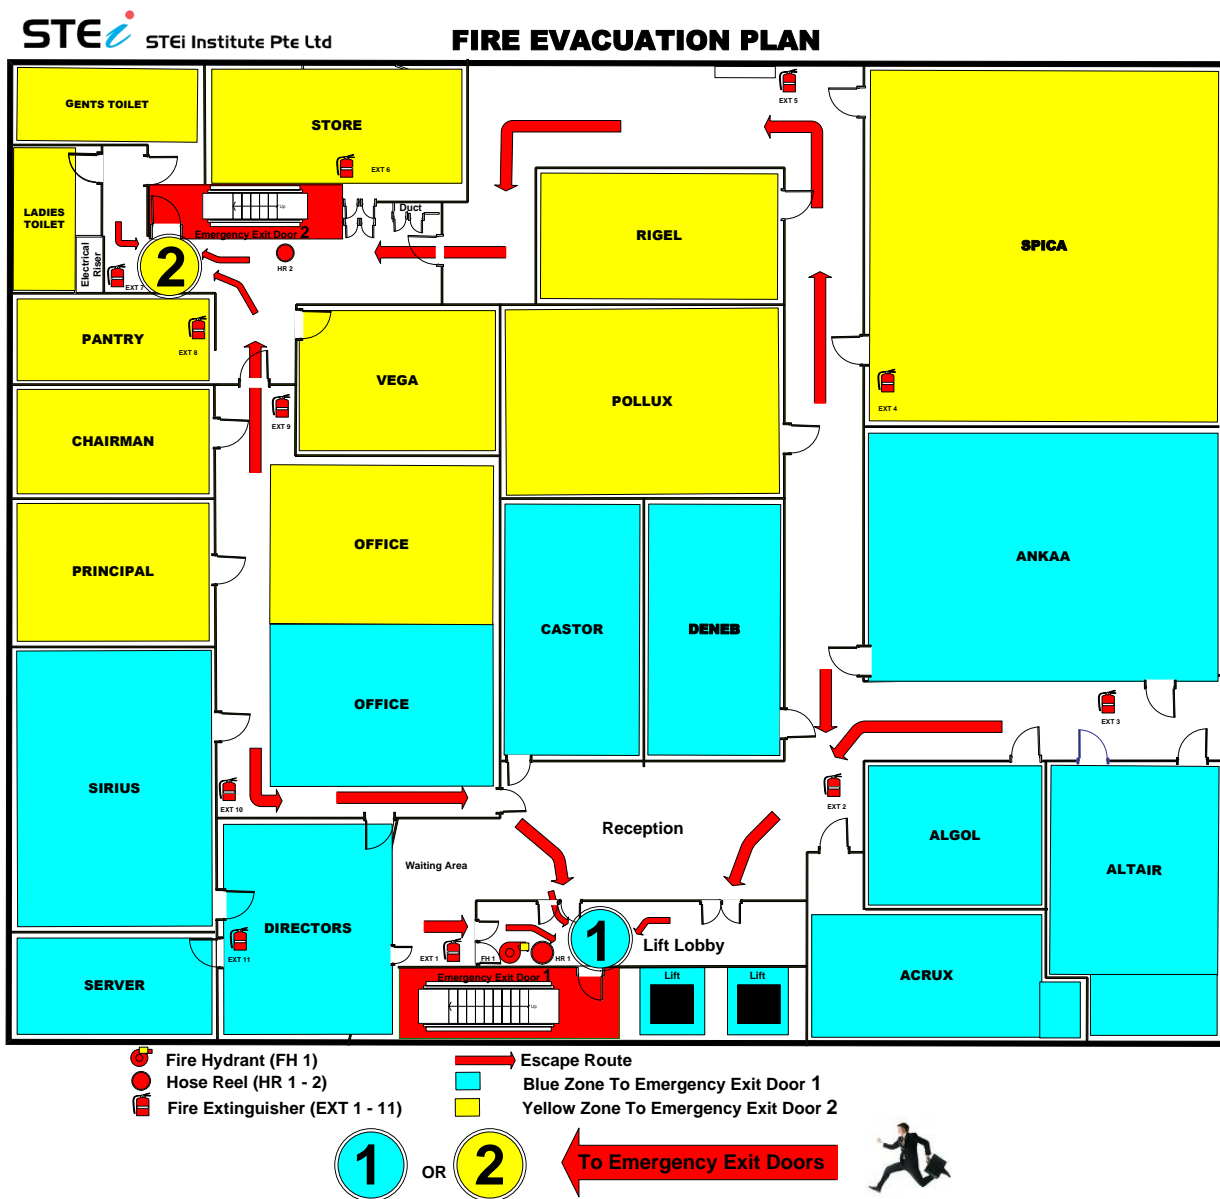 STEi STEi Institute Pte Ltd
FIRE EVACUATION PLAN
GENTS TOILET
STORE
EXT 6
EXT 5
LADIES
TOILET
Up
Emergency Exit Door 2
Duct
RIGEL
SPICA
Electrical
Riser
2
HR 2
EXT 7
PANTRY
EXT 8
VEGA
EXT 9
POLLUX
EXT 4
CHAIRMAN
OFFICE
PRINCIPAL
ANKAA
CASTOR
DENEB
OFFICE
EXT 3
SIRIUS
EXT 10
EXT 2
Reception
ALGOL
Waiting Area
ALTAIR
DIRECTORS
1
Lift Lobby
EXT 11
EXT 1
FH 1
HR 1
SERVER
Emergency Exit Door 1
Up
Lift
Lift
ACRUX
Fire Hydrant (FH 1)
Hose Reel (HR 1 - 2)
Fire Extinguisher (EXT 1 - 11)
Escape Route
Blue Zone To Emergency Exit Door 1
Yellow Zone To Emergency Exit Door 2
1 OR 2
To Emergency Exit Doors